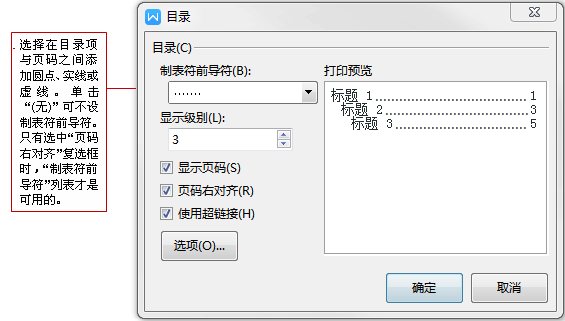 选择在目录项
与页码之间添
加圆点、实线或
虚线。单击
“(无)”可不设
制表符前导符。
只有选中“页码
右对齐”复选框
时，“制表符前
导符”列表才是
可用的。
目录
目录(C)
制表符前导符(B):
.......
显示级别(L):
3
显示页码(S)
页码右对齐(R)
使用超链接(H)
选项(O)...
打印预览
标题 1................................1
标题 2..............................3
标题 3............................5
确定
取消